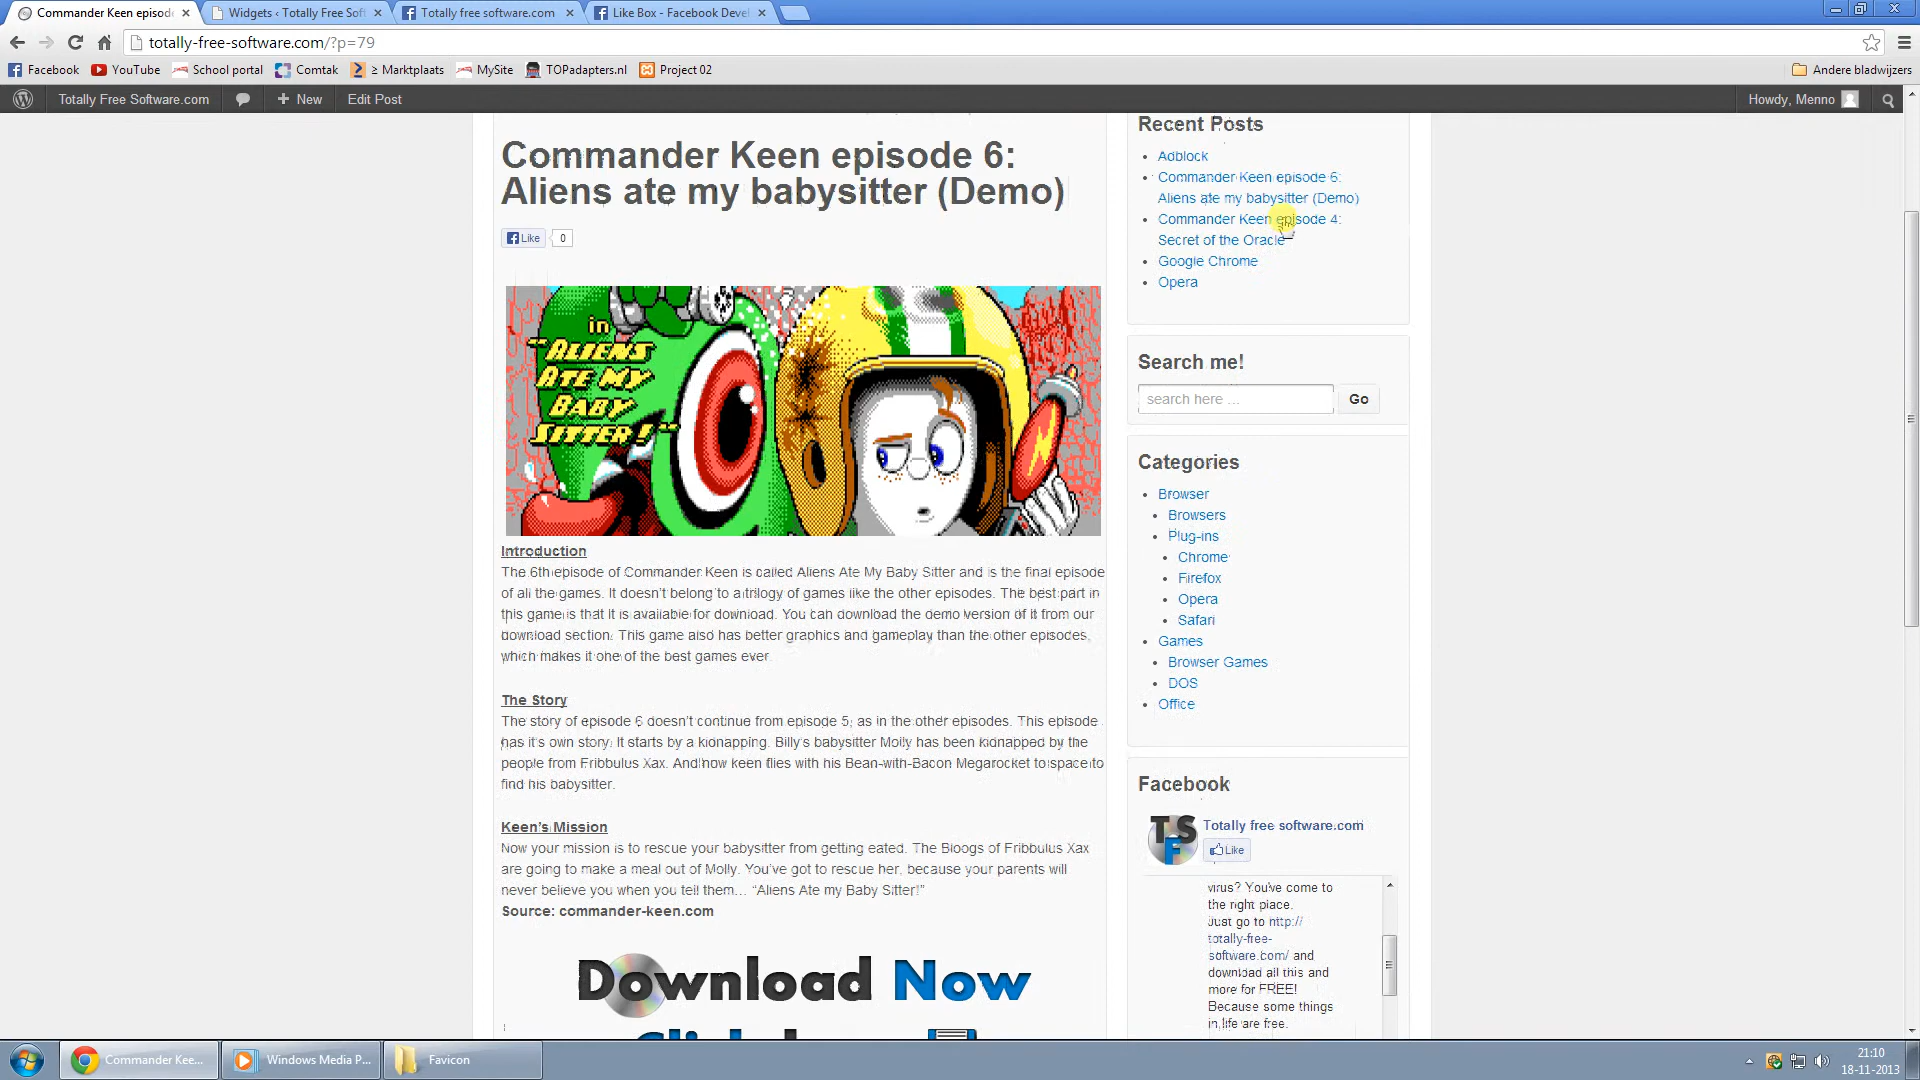 Commander Keen episod
Widgets ‹ Totally Free Soft
Totally free software.com
Like Box - Facebook Deve
totally-free-software.com/?p=79
Facebook
YouTube
School portal
Comtak
≥ Marktplaats
MySite
TOPadapters.nl
Project 02
Andere bladwijzers
Totally Free Software.com
+ New
Edit Post
Howdy, Menno
Commander Keen episode 6:
Aliens ate my babysitter (Demo)
Like
0
in
"ALIENS
ATE MY
BABY
SITTER!"
Introduction
The 6th episode of Commander Keen is called Aliens Ate My Baby Sitter and is the final episode
of all the games. It doesn't belong to a trilogy of games like the other episodes. The best part in
this game is that it is available for download. You can download the demo version of it from our
download section. This game also has better graphics and gameplay than the other episodes,
which makes it one of the best games ever.
The Story
The story of episode 6 doesn't continue from episode 5, as in the other episodes. This episode
has it's own story. It starts by a kidnapping. Billy's babysitter Molly has been kidnapped by the
people from Fribbulus Xax. And now keen flies with his Bean-with-Bacon Megarocket to space to
find his babysitter.
Keen's Mission
Now your mission is to rescue your babysitter from getting eated. The Bloogs of Fribbulus Xax
are going to make a meal out of Molly. You've got to rescue her, because your parents will
never believe you when you tell them… "Aliens Ate my Baby Sitter!"
Source: commander-keen.com
Download Now
Recent Posts
Adblock
Commander Keen episode 6:
Aliens ate my babysitter (Demo)
Commander Keen episode 4:
Secret of the Oracle
Google Chrome
Opera
Search me!
search here …
Go
Categories
Browser
Browsers
Plug-ins
Chrome
Firefox
Opera
Safari
Games
Browser Games
DOS
Office
Facebook
TSF
Totally free software.com
Like
virus? You've come to
the right place.
Just go to http://
totally-free-
software.com/ and
download all this and
more for FREE!
Because some things
in life are free.
Commander Kee...
Windows Media P...
Favicon
21:10
18-11-2013